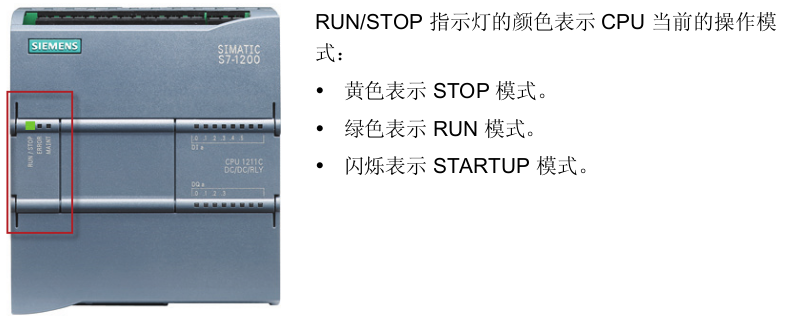 SIEMENS
SIMATIC
S7-1200
RUN / STOP
ERROR
MAINT
0 1 2 3 4 5
DI a
CPU 1211C
DC/DC/RLY
DQ a
0 1 2 3
RUN/STOP 指示灯的颜色表示 CPU 当前的操作模
式：
• 黄色表示 STOP 模式。
• 绿色表示 RUN 模式。
• 闪烁表示 STARTUP 模式。